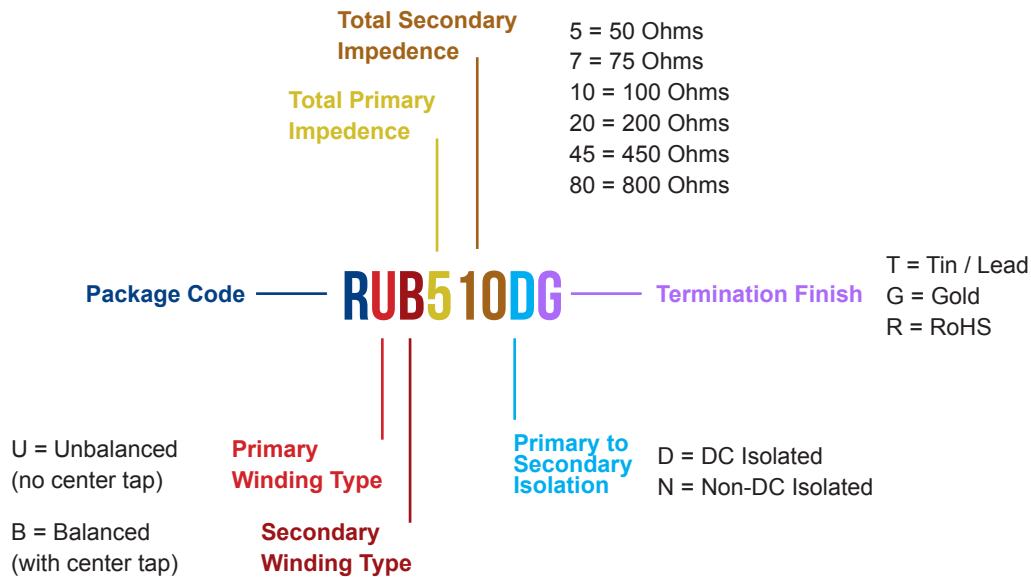 Total Secondary
Impedence
5 = 50 Ohms
7 = 75 Ohms
10 = 100 Ohms
20 = 200 Ohms
45 = 450 Ohms
80 = 800 Ohms
Total Primary
Impedence
Package Code
RUB510DG
Termination Finish
T = Tin / Lead
G = Gold
R = RoHS
U = Unbalanced
(no center tap)
Primary
Winding Type
B = Balanced
(with center tap)
Secondary
Winding Type
Primary to
Secondary
Isolation
D = DC Isolated
N = Non-DC Isolated